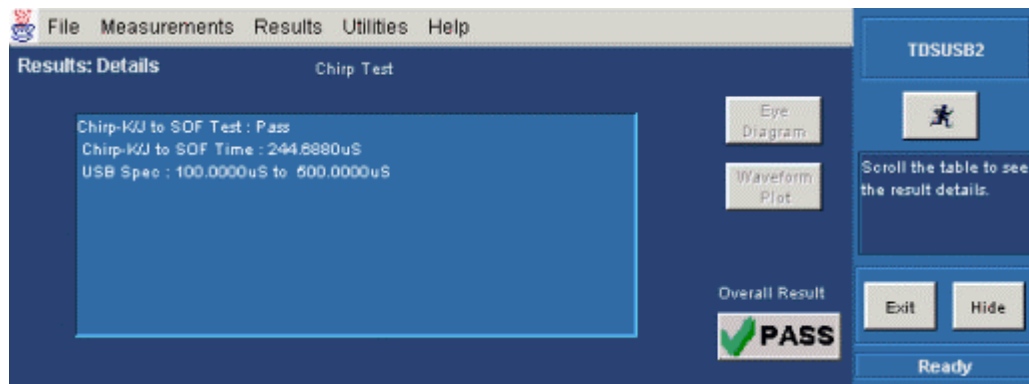 File Measurements Results Utilities Help
Results: Details
Chirp Test
Chirp-K/J to SOF Test : Pass
Chirp-K/J to SOF Time : 244.6880uS
USB Spec : 100.0000uS to 500.0000uS
Eye
Diagram
Waveform
Plot
Overall Result
PASS
TDSUSB2
Scroll the table to see
the result details.
Exit
Hide
Ready